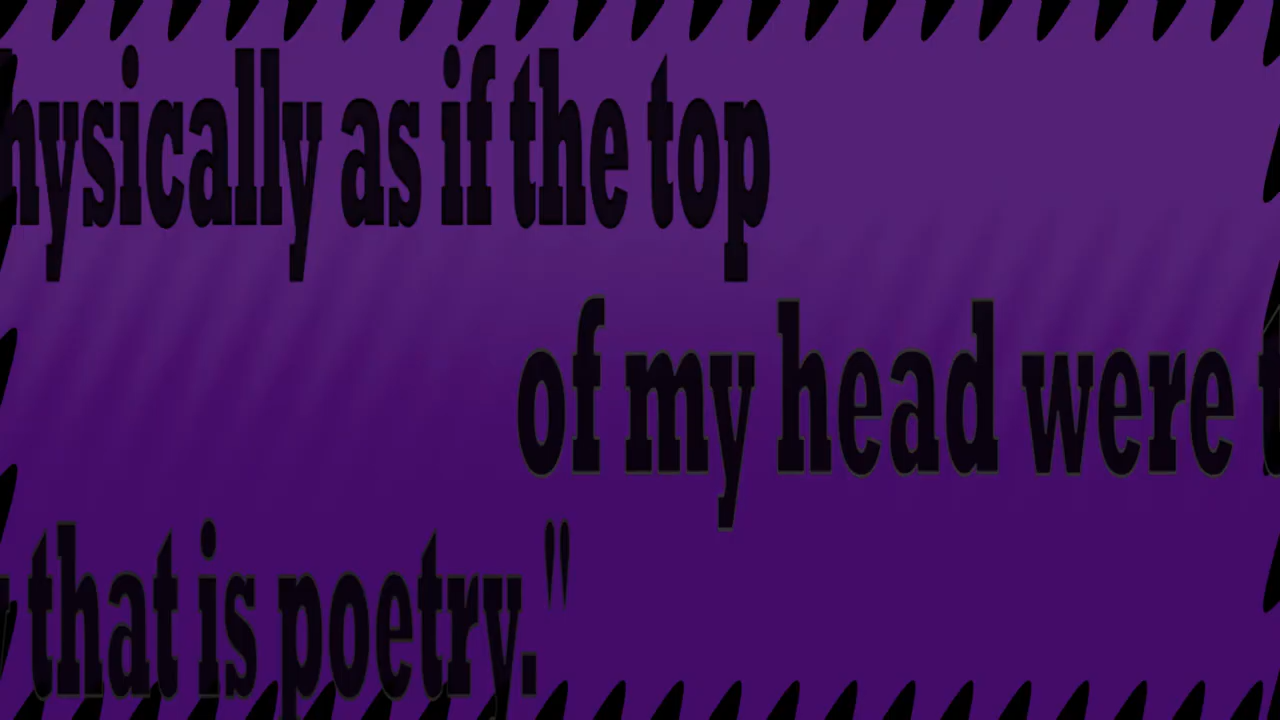 hysically as if the top
of my head were t
that is poetry."